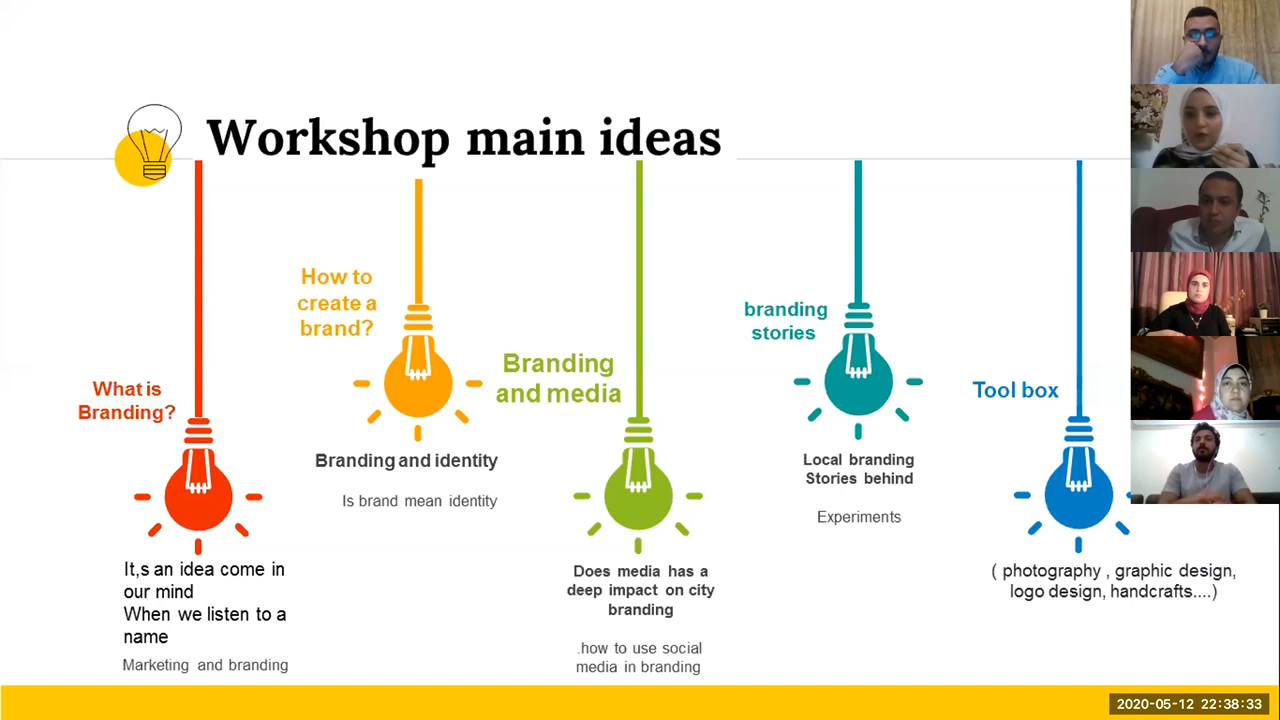 Workshop main ideas
What is
Branding?
It,s an idea come in
our mind
When we listen to a
name
Marketing and branding
How to
create a
brand?
Branding and identity
Is brand mean identity
Branding
and media
Does media has a
deep impact on city
branding
.how to use social
media in branding
branding
stories
Local branding
Stories behind
Experiments
Tool box
( photography , graphic design,
logo design, handcrafts....)
2020-05-12 22:38:33